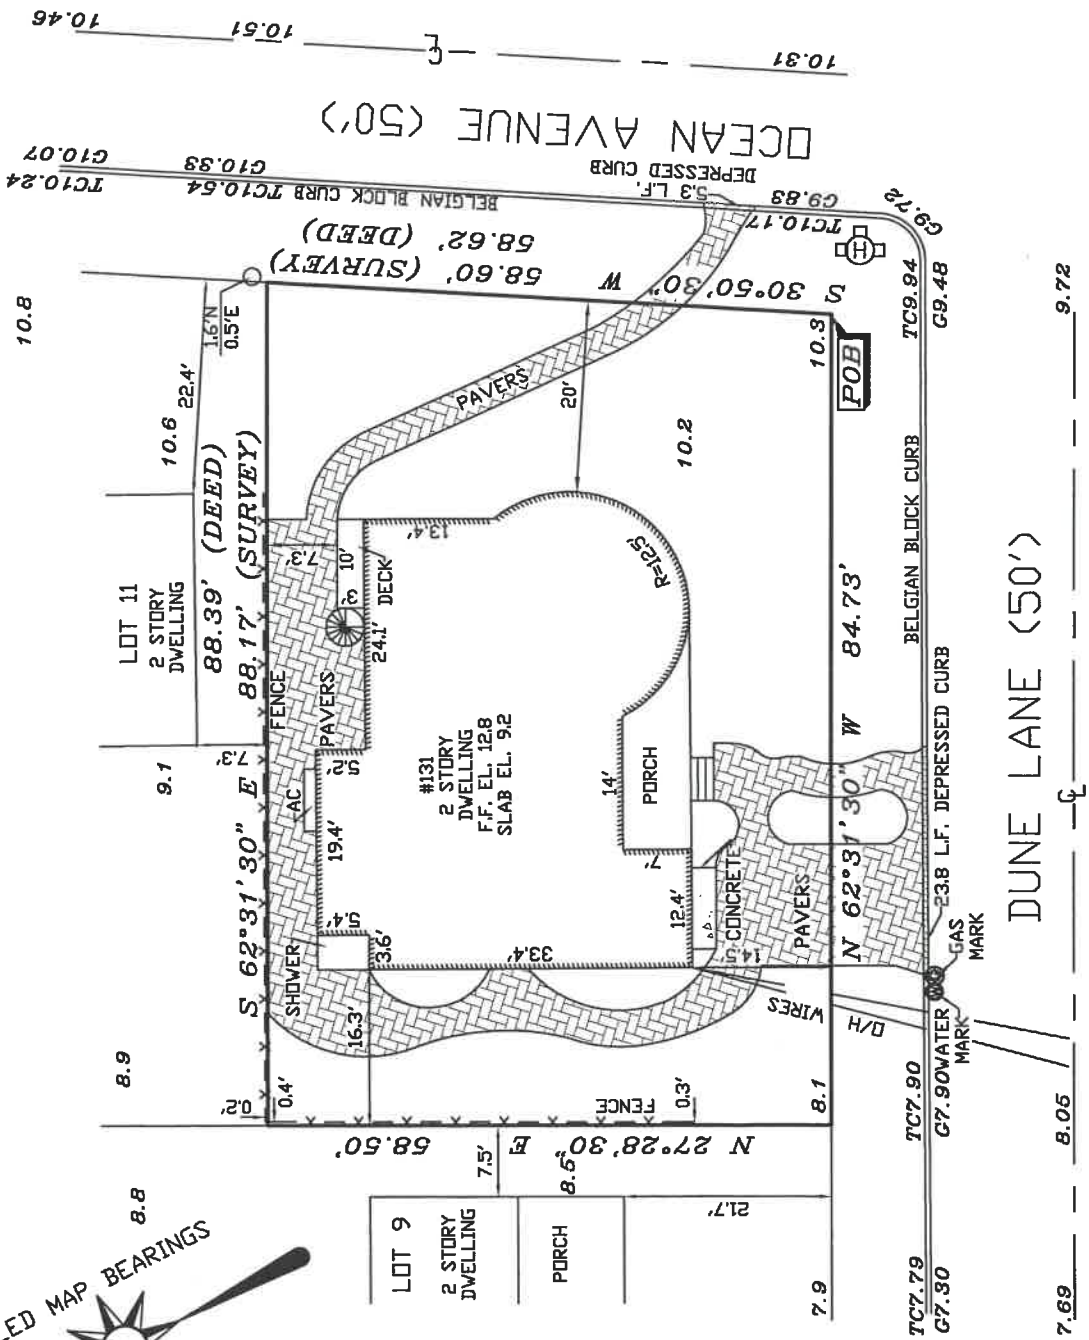 10.46
10.51
℄
10.31
OCEAN AVENUE (50')
G10.07
TC10.24
G10.33
TC10.54
BELGIAN BLOCK CURB
DEPRESSED CURB
5.3 L.F.
G9.83
TC10.17
G9.72
TC9.94
G9.48
9.72
H
58.62' (DEED)
58.60' (SURVEY)
S 30°50'30" W
10.8
1.6'N
0.5'E
22.4'
10.6
10.3
POB
PAVERS
20'
10.2
88.39' (DEED)
88.17' (SURVEY)
S 62°31'30" E
LOT 11
2 STORY
DWELLING
7.3'
10'
3'
DECK
13.4'
24.1'
R=12.5'
FENCE
PAVERS
7.3'
9.1
5.2'
AC
19.4'
#131
2 STORY
DWELLING
F.F. EL. 12.8
SLAB EL. 9.2
14'
PORCH
7'
12.4'
CONCRETE
14.5'
PAVERS
84.73'
N 62°31'30" W
BELGIAN BLOCK CURB
23.8 L.F. DEPRESSED CURB
DUNE LANE (50')
℄
GAS
MARK
WATER
MARK
5.4'
3.6'
SHOWER
33.4'
16.3'
O/H WIRES
8.9
0.2'
0.4'
FENCE
0.3'
8.1
TC7.90
G7.90
8.05
N 27°28'30" E
58.50'
7.5'
8.5
8.8
LOT 9
2 STORY
DWELLING
PORCH
21.7'
7.9
TC7.79
G7.30
7.69
ED MAP BEARINGS